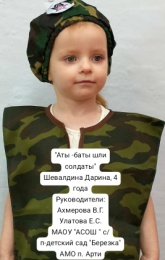 "Аты -баты шли
солдаты"
Шевалдина Дарина, 4
года
Руководители:
Ахмерова В.Г.
Улатова Е.С.
МАОУ "АСОШ " с/
п-детский сад "Березка"
АМО п. Арти